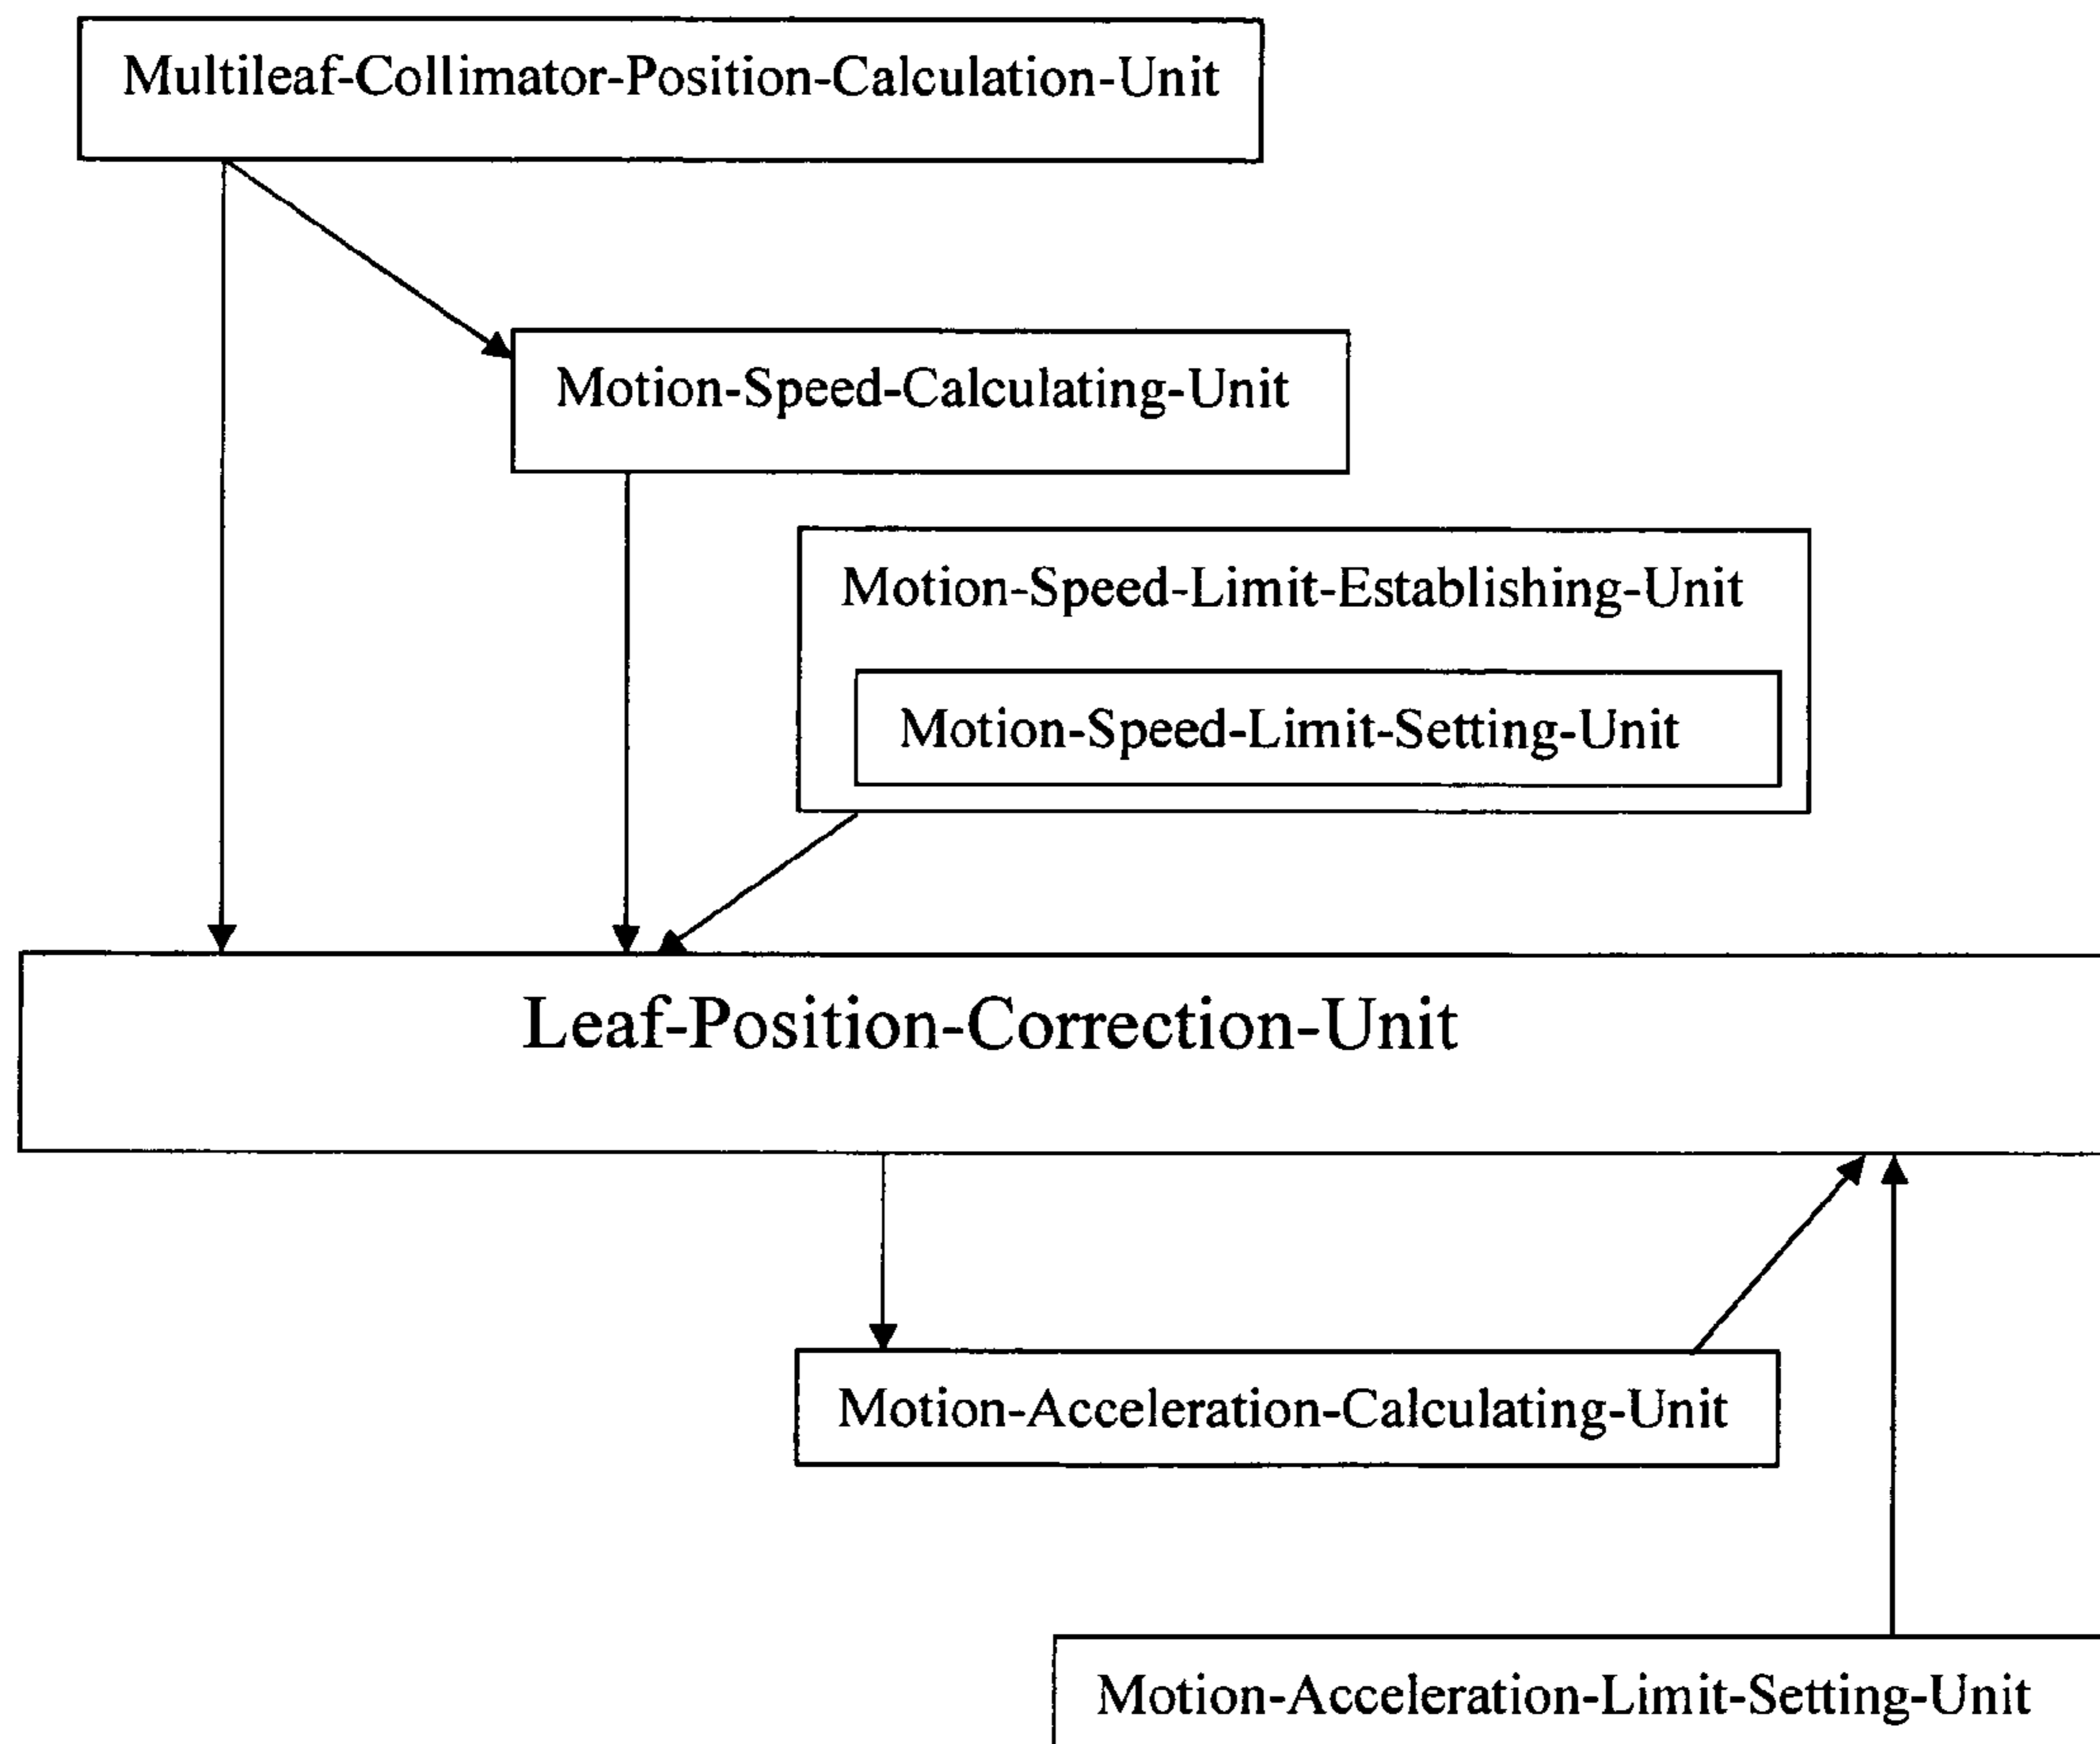 Multileaf-Collimator-Position-Calculation-Unit
Motion-Speed-Calculating-Unit
Motion-Speed-Limit-Establishing-Unit
Motion-Speed-Limit-Setting-Unit
Leaf-Position-Correction-Unit
Motion-Acceleration-Calculating-Unit
Motion-Acceleration-Limit-Setting-Unit